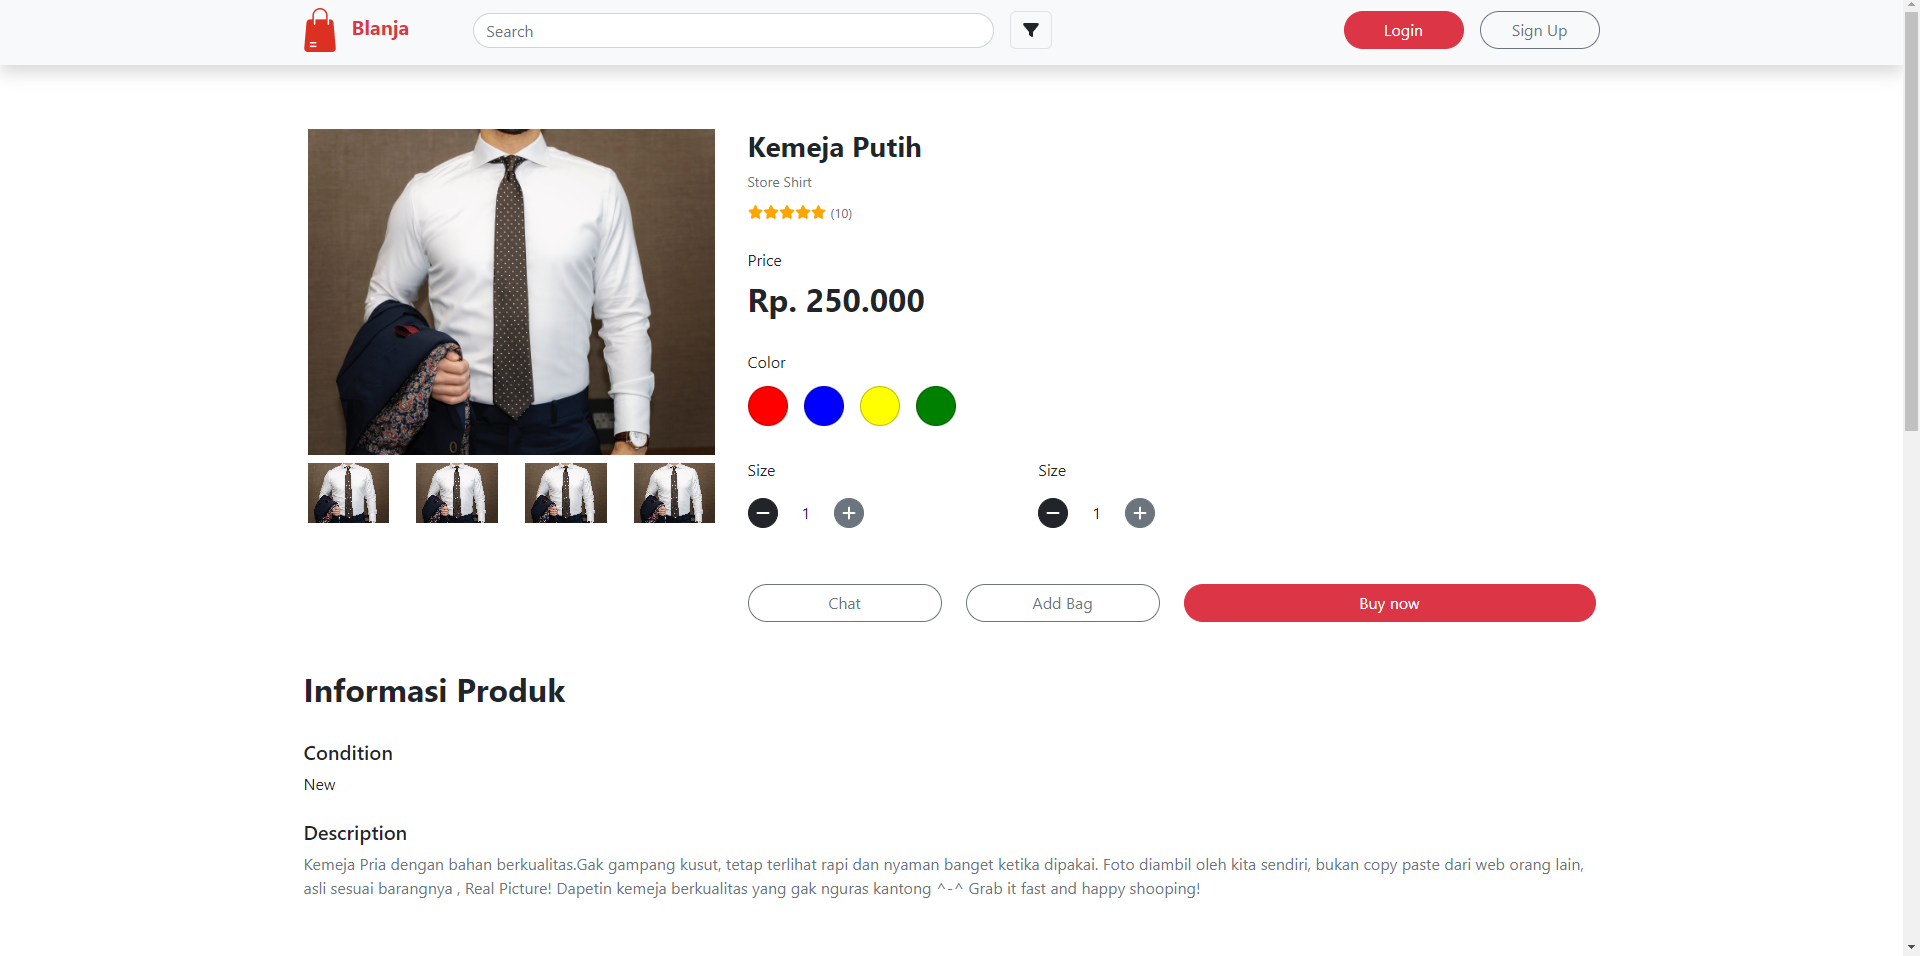 Blanja
Search
Login
Sign Up
Kemeja Putih
Store Shirt
(10)
Price
Rp. 250.000
Color
Size
Size
1
1
Chat
Add Bag
Buy now
Informasi Produk
Condition
New
Description
Kemeja Pria dengan bahan berkualitas.Gak gampang kusut, tetap terlihat rapi dan nyaman banget ketika dipakai. Foto diambil oleh kita sendiri, bukan copy paste dari web orang lain,
asli sesuai barangnya , Real Picture! Dapetin kemeja berkualitas yang gak nguras kantong ^-^ Grab it fast and happy shooping!